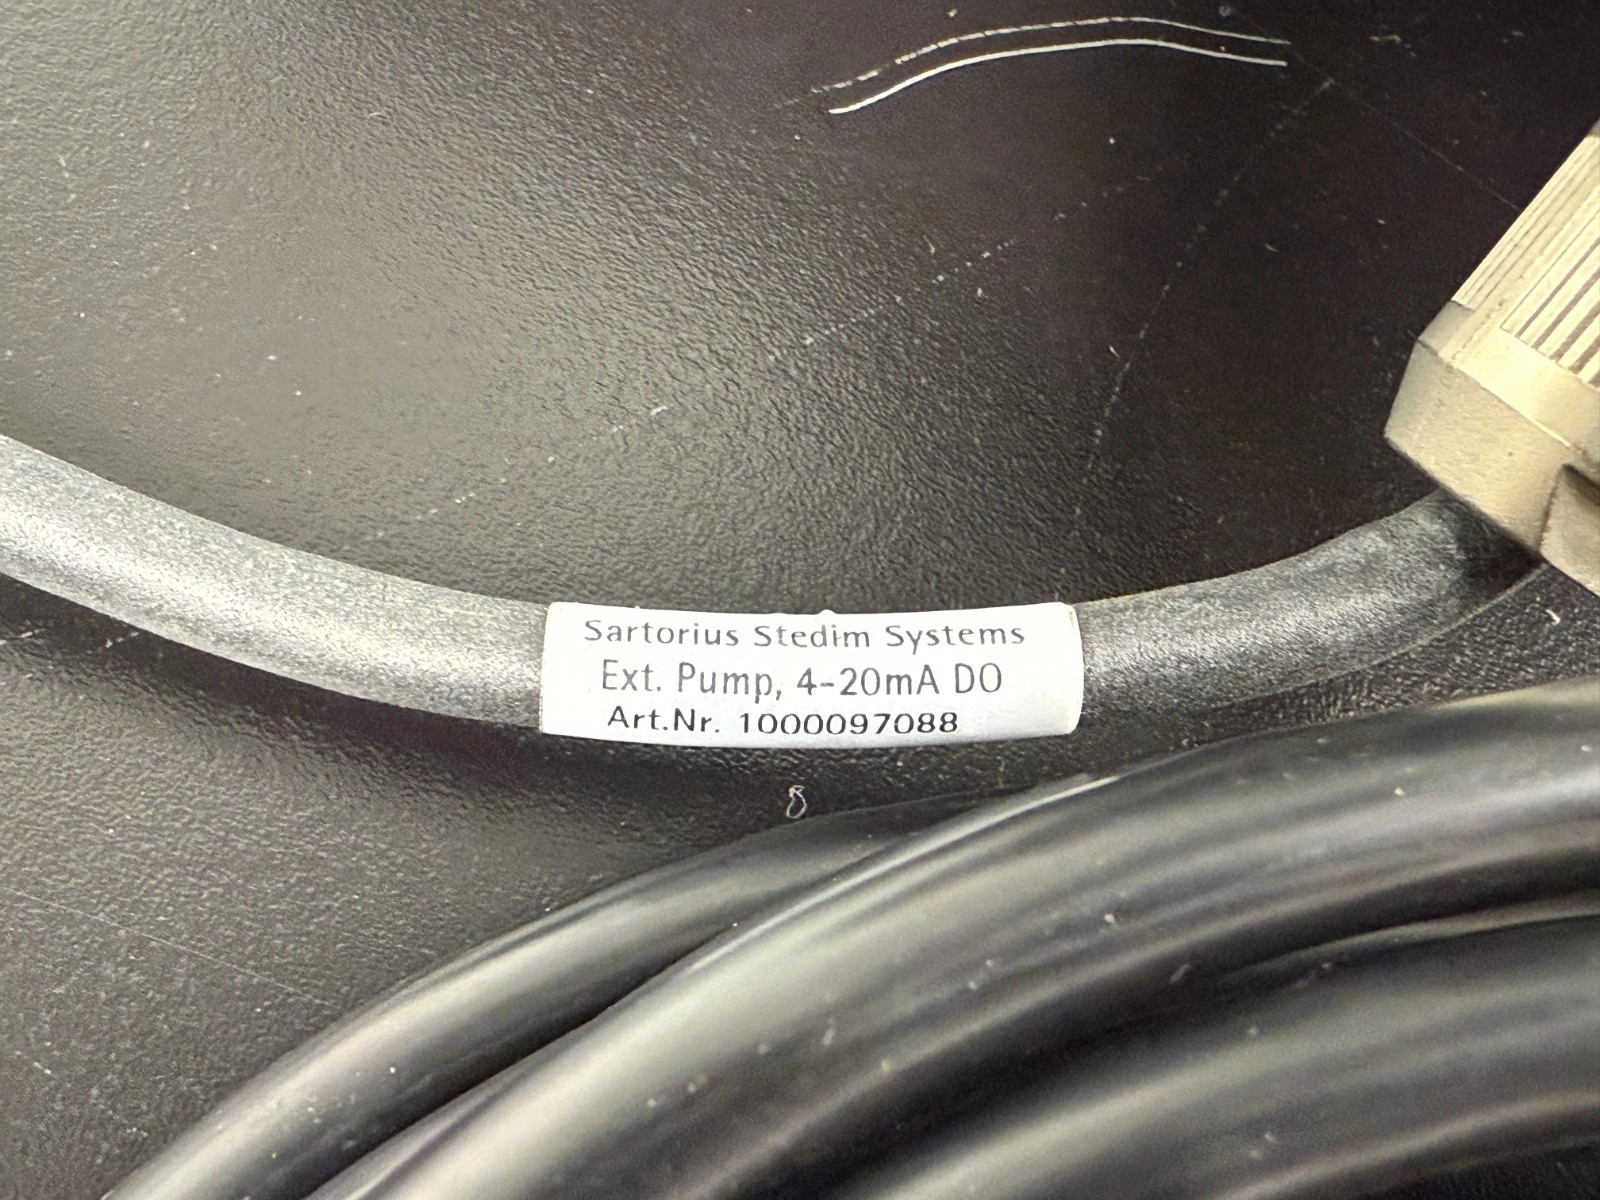 Sartorius Stedim Systems
Ext. Pump, 4-20mA DO
Art.Nr. 1000097088